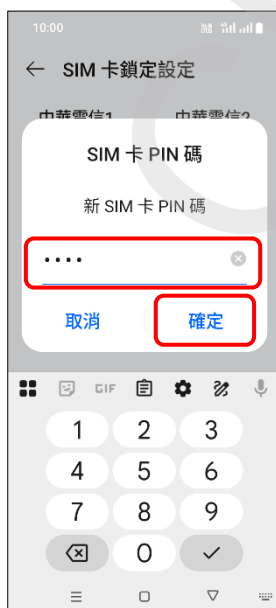 10:00
SIM 卡鎖定設定
中華電信1 中華電信2
SIM 卡 PIN 碼
新 SIM 卡 PIN 碼
••••
取消 確定
GIF
1 2 3
4 5 6
7 8 9
0